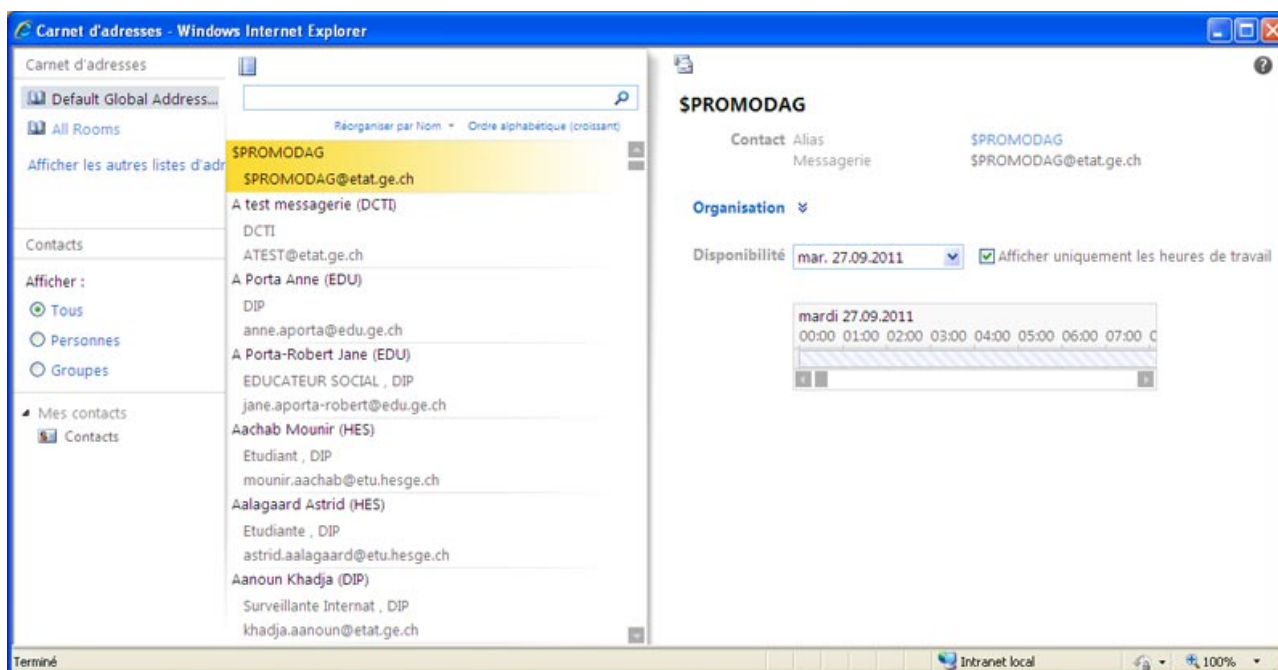 Carnet d'adresses - Windows Internet Explorer
Carnet d'adresses
Default Global Address...
All Rooms
Afficher les autres listes d'adr
Contacts
Afficher :
Tous
Personnes
Groupes
Mes contacts
Contacts
Réorganiser par Nom Ordre alphabétique (croissant)
$PROMODAG
$PROMODAG@etat.ge.ch
A test messagerie (DCTI)
DCTI
ATEST@etat.ge.ch
A Porta Anne (EDU)
DIP
anne.aporta@edu.ge.ch
A Porta-Robert Jane (EDU)
EDUCATEUR SOCIAL , DIP
jane.aporta-robert@edu.ge.ch
Aachab Mounir (HES)
Etudiant , DIP
mounir.aachab@etu.hesge.ch
Aalagaard Astrid (HES)
Etudiante , DIP
astrid.aalagaard@etu.hesge.ch
Aanoun Khadja (DIP)
Surveillante Internat , DIP
khadja.aanoun@etat.ge.ch
$PROMODAG
Contact Alias $PROMODAG
Messagerie $PROMODAG@etat.ge.ch
Organisation
Disponibilité mar. 27.09.2011 Afficher uniquement les heures de travail
mardi 27.09.2011
00:00 01:00 02:00 03:00 04:00 05:00 06:00 07:00 0
Terminé Intranet local 100%